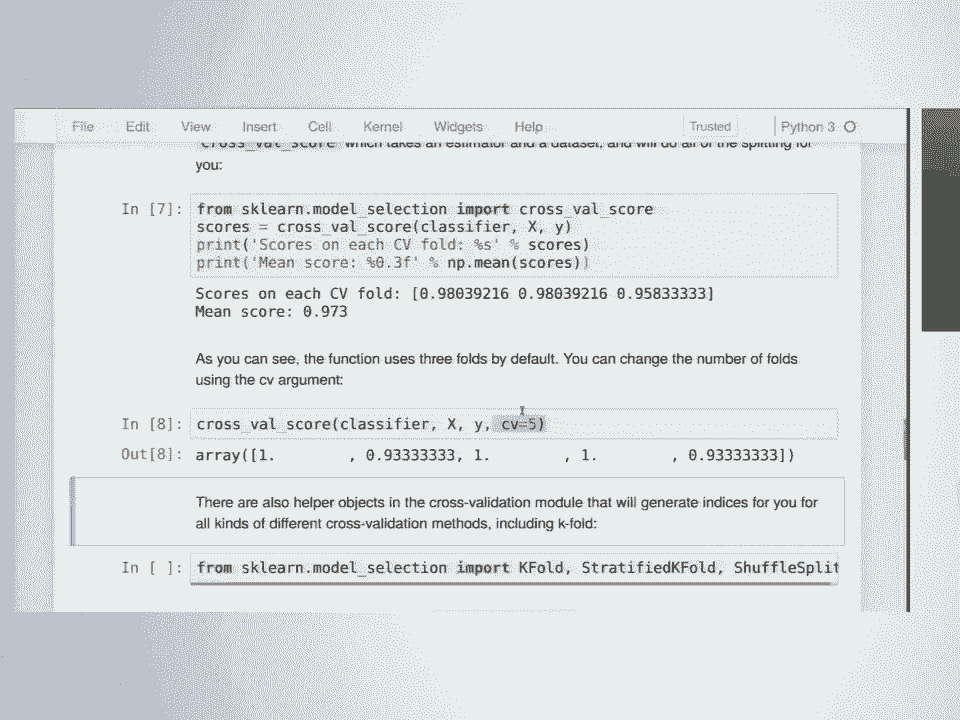 File Edit View Insert Cell Kernel Widgets Help Trusted Python 3
cross_val_score which takes an estimator and a dataset, and will do all of the splitting for
you:
In [7]: from sklearn.model_selection import cross_val_score
scores = cross_val_score(classifier, X, y)
print('Scores on each CV fold: %s' % scores)
print('Mean score: %0.3f' % np.mean(scores))
Scores on each CV fold: [0.98039216 0.98039216 0.95833333]
Mean score: 0.973
As you can see, the function uses three folds by default. You can change the number of folds
using the cv argument:
In [8]: cross_val_score(classifier, X, y, cv=5)
Out[8]: array([1.        , 0.93333333, 1.        , 1.        , 0.93333333])
There are also helper objects in the cross-validation module that will generate indices for you for
all kinds of different cross-validation methods, including k-fold:
In [ ]: from sklearn.model_selection import KFold, StratifiedKFold, ShuffleSplit